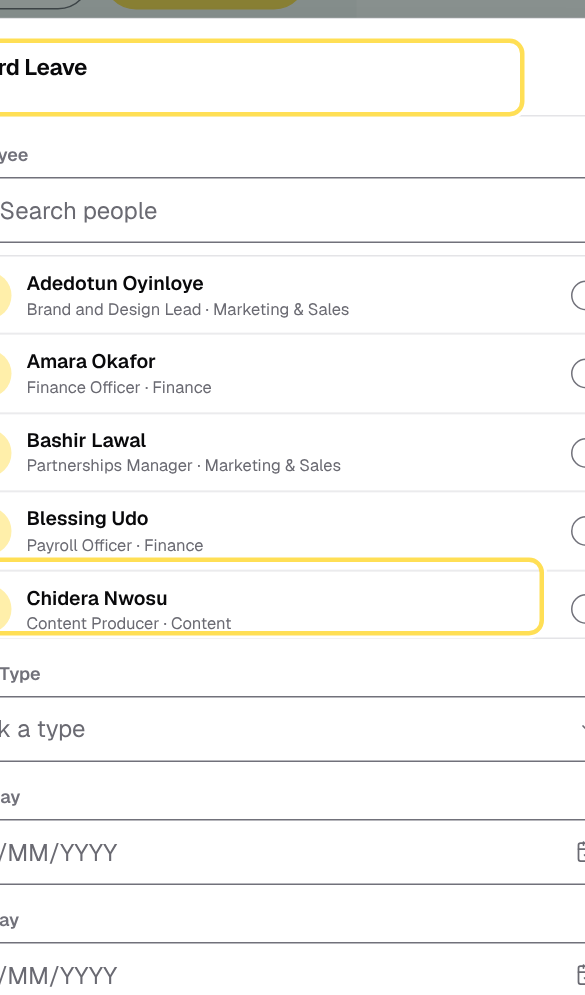 rd Leave
yee
Search people
Adedotun Oyinloye
Brand and Design Lead · Marketing & Sales
Amara Okafor
Finance Officer · Finance
Bashir Lawal
Partnerships Manager · Marketing & Sales
Blessing Udo
Payroll Officer · Finance
Chidera Nwosu
Content Producer · Content
Type
k a type
ay
/MM/YYYY
ay
/MM/YYYY